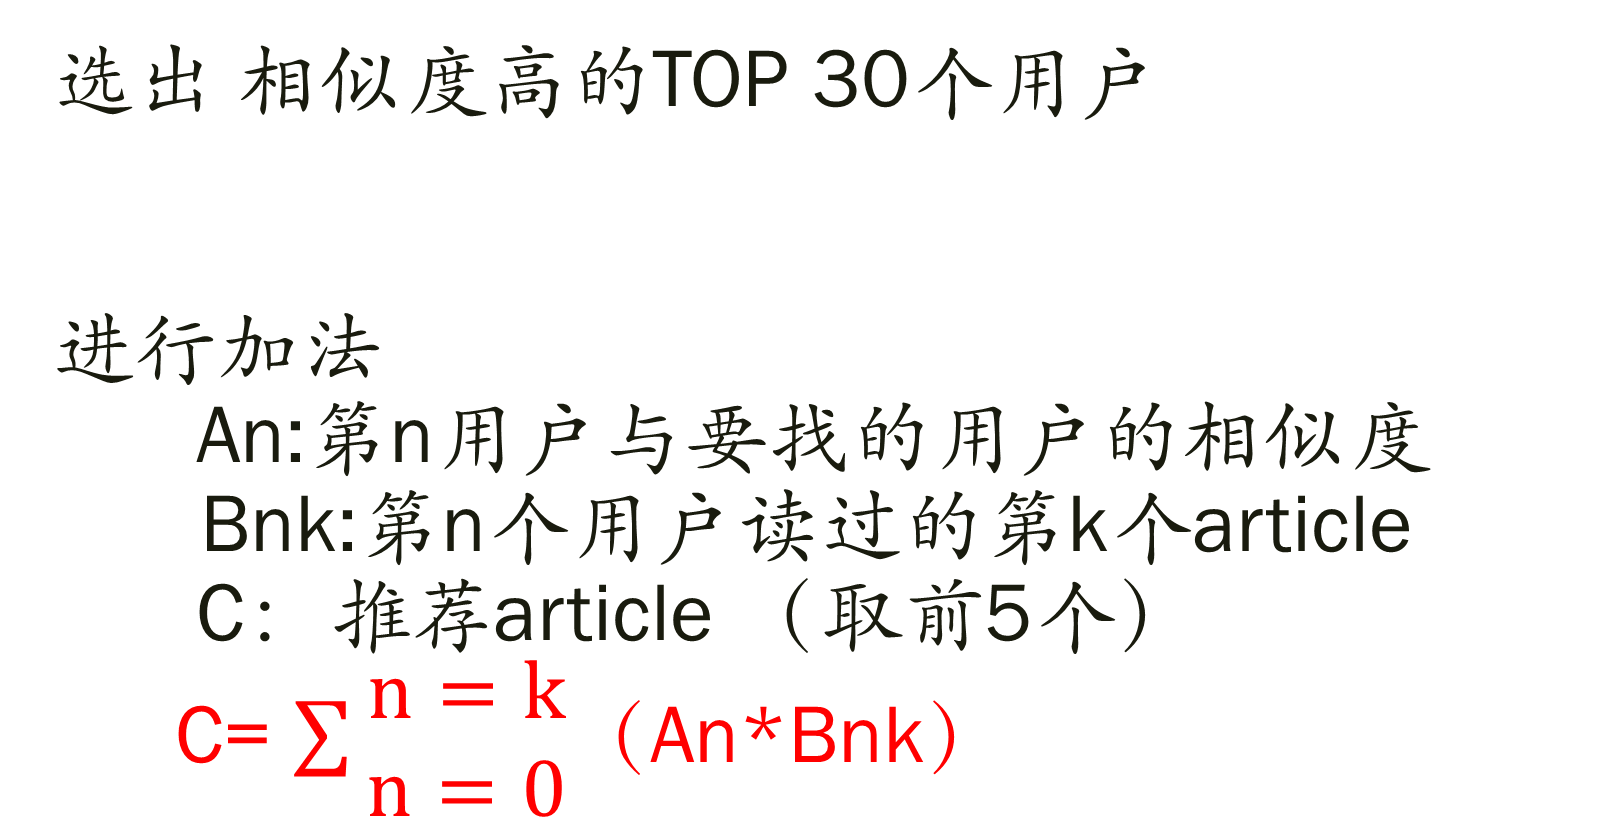 选出 相似度高的TOP 30个用户
进行加法
An:第n用户与要找的用户的相似度
Bnk:第n个用户读过的第k个article
C： 推荐article （取前5个）
n = k
C= ∑ （An*Bnk）
n = 0